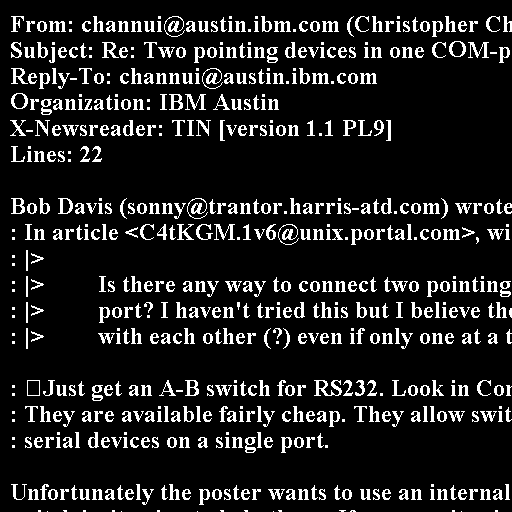 From: channui@austin.ibm.com (Christopher Ch
Subject: Re: Two pointing devices in one COM-p
Reply-To: channui@austin.ibm.com
Organization: IBM Austin
X-Newsreader: TIN [version 1.1 PL9]
Lines: 22

Bob Davis (sonny@trantor.harris-atd.com) wrote
: In article <C4tKGM.1v6@unix.portal.com>, wi
: |>
: |> Is there any way to connect two pointing
: |> port? I haven't tried this but I believe the
: |> with each other (?) even if only one at a t

: Just get an A-B switch for RS232. Look in Co
: They are available fairly cheap. They allow swit
: serial devices on a single port.

Unfortunately the poster wants to use an internal